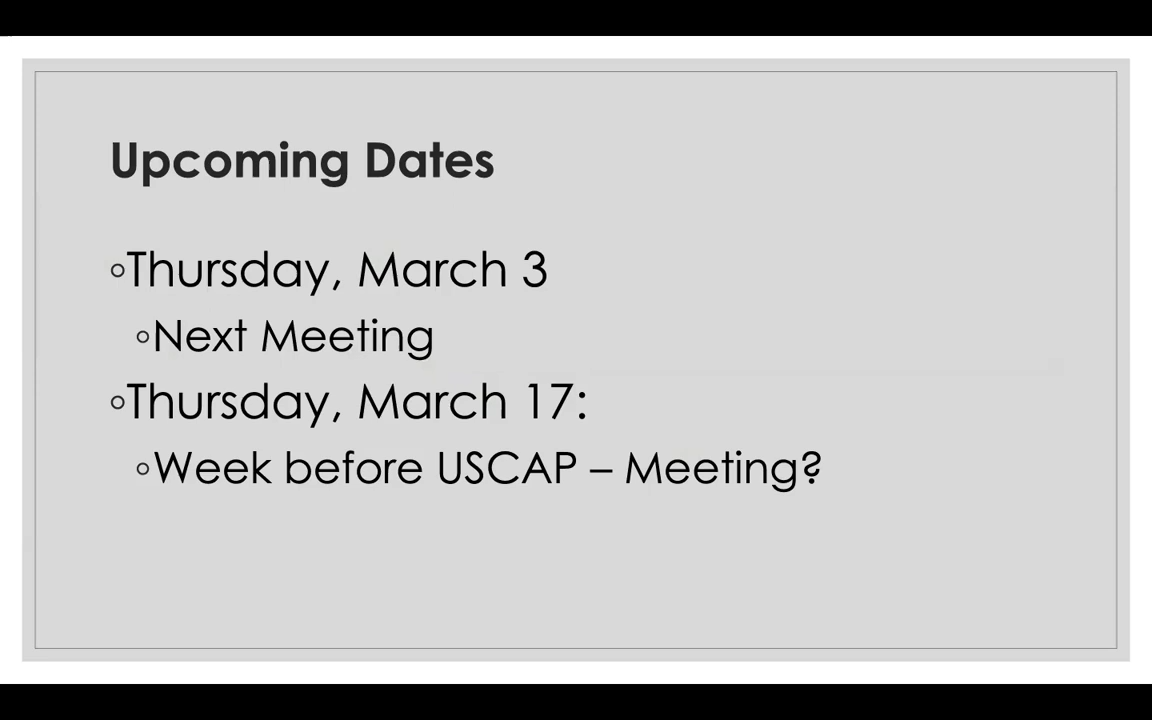 Upcoming Dates
◦Thursday, March 3
◦Next Meeting
◦Thursday, March 17:
◦Week before USCAP – Meeting?